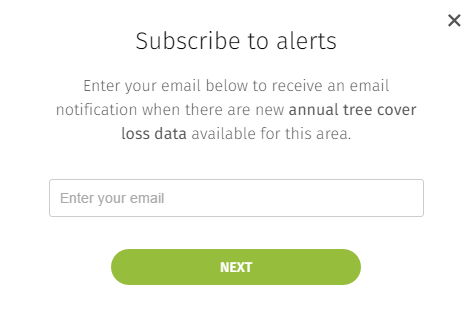 Subscribe to alerts
Enter your email below to receive an email
notification when there are new annual tree cover
loss data available for this area.
Enter your email
NEXT